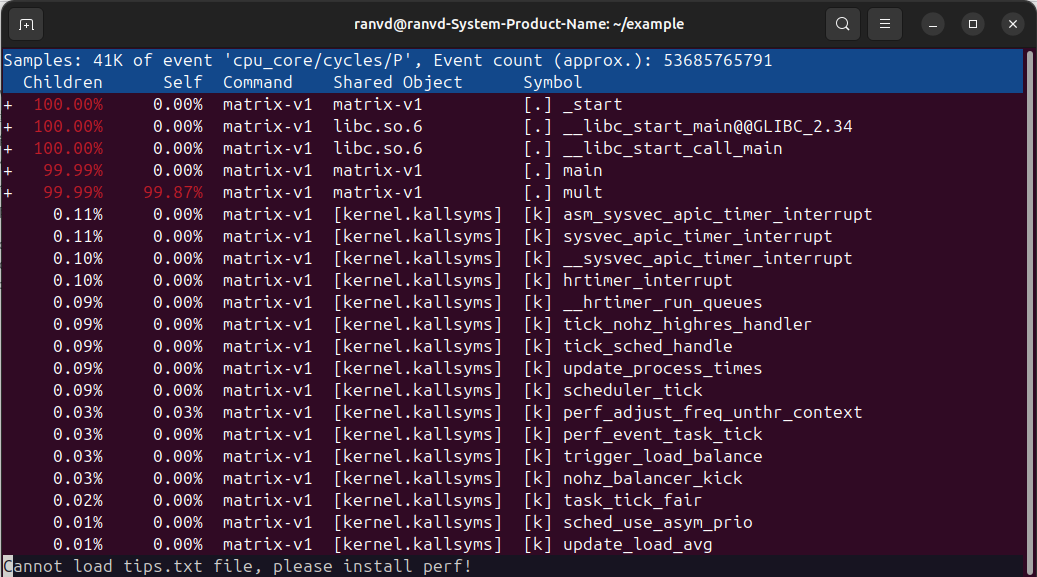 ranvd@ranvd-System-Product-Name: ~/example
Samples: 41K of event 'cpu_core/cycles/P', Event count (approx.): 53685765791
Children Self Command Shared Object Symbol
+ 100.00% 0.00% matrix-v1 matrix-v1 [.] _start
+ 100.00% 0.00% matrix-v1 libc.so.6 [.] __libc_start_main@@GLIBC_2.34
+ 100.00% 0.00% matrix-v1 libc.so.6 [.] __libc_start_call_main
+ 99.99% 0.00% matrix-v1 matrix-v1 [.] main
+ 99.99% 99.87% matrix-v1 matrix-v1 [.] mult
0.11% 0.00% matrix-v1 [kernel.kallsyms] [k] asm_sysvec_apic_timer_interrupt
0.11% 0.00% matrix-v1 [kernel.kallsyms] [k] sysvec_apic_timer_interrupt
0.10% 0.00% matrix-v1 [kernel.kallsyms] [k] __sysvec_apic_timer_interrupt
0.10% 0.00% matrix-v1 [kernel.kallsyms] [k] hrtimer_interrupt
0.09% 0.00% matrix-v1 [kernel.kallsyms] [k] __hrtimer_run_queues
0.09% 0.00% matrix-v1 [kernel.kallsyms] [k] tick_nohz_highres_handler
0.09% 0.00% matrix-v1 [kernel.kallsyms] [k] tick_sched_handle
0.09% 0.00% matrix-v1 [kernel.kallsyms] [k] update_process_times
0.09% 0.00% matrix-v1 [kernel.kallsyms] [k] scheduler_tick
0.03% 0.03% matrix-v1 [kernel.kallsyms] [k] perf_adjust_freq_unthr_context
0.03% 0.00% matrix-v1 [kernel.kallsyms] [k] perf_event_task_tick
0.03% 0.00% matrix-v1 [kernel.kallsyms] [k] trigger_load_balance
0.03% 0.00% matrix-v1 [kernel.kallsyms] [k] nohz_balancer_kick
0.02% 0.00% matrix-v1 [kernel.kallsyms] [k] task_tick_fair
0.01% 0.00% matrix-v1 [kernel.kallsyms] [k] sched_use_asym_prio
0.01% 0.00% matrix-v1 [kernel.kallsyms] [k] update_load_avg
Cannot load tips.txt file, please install perf!